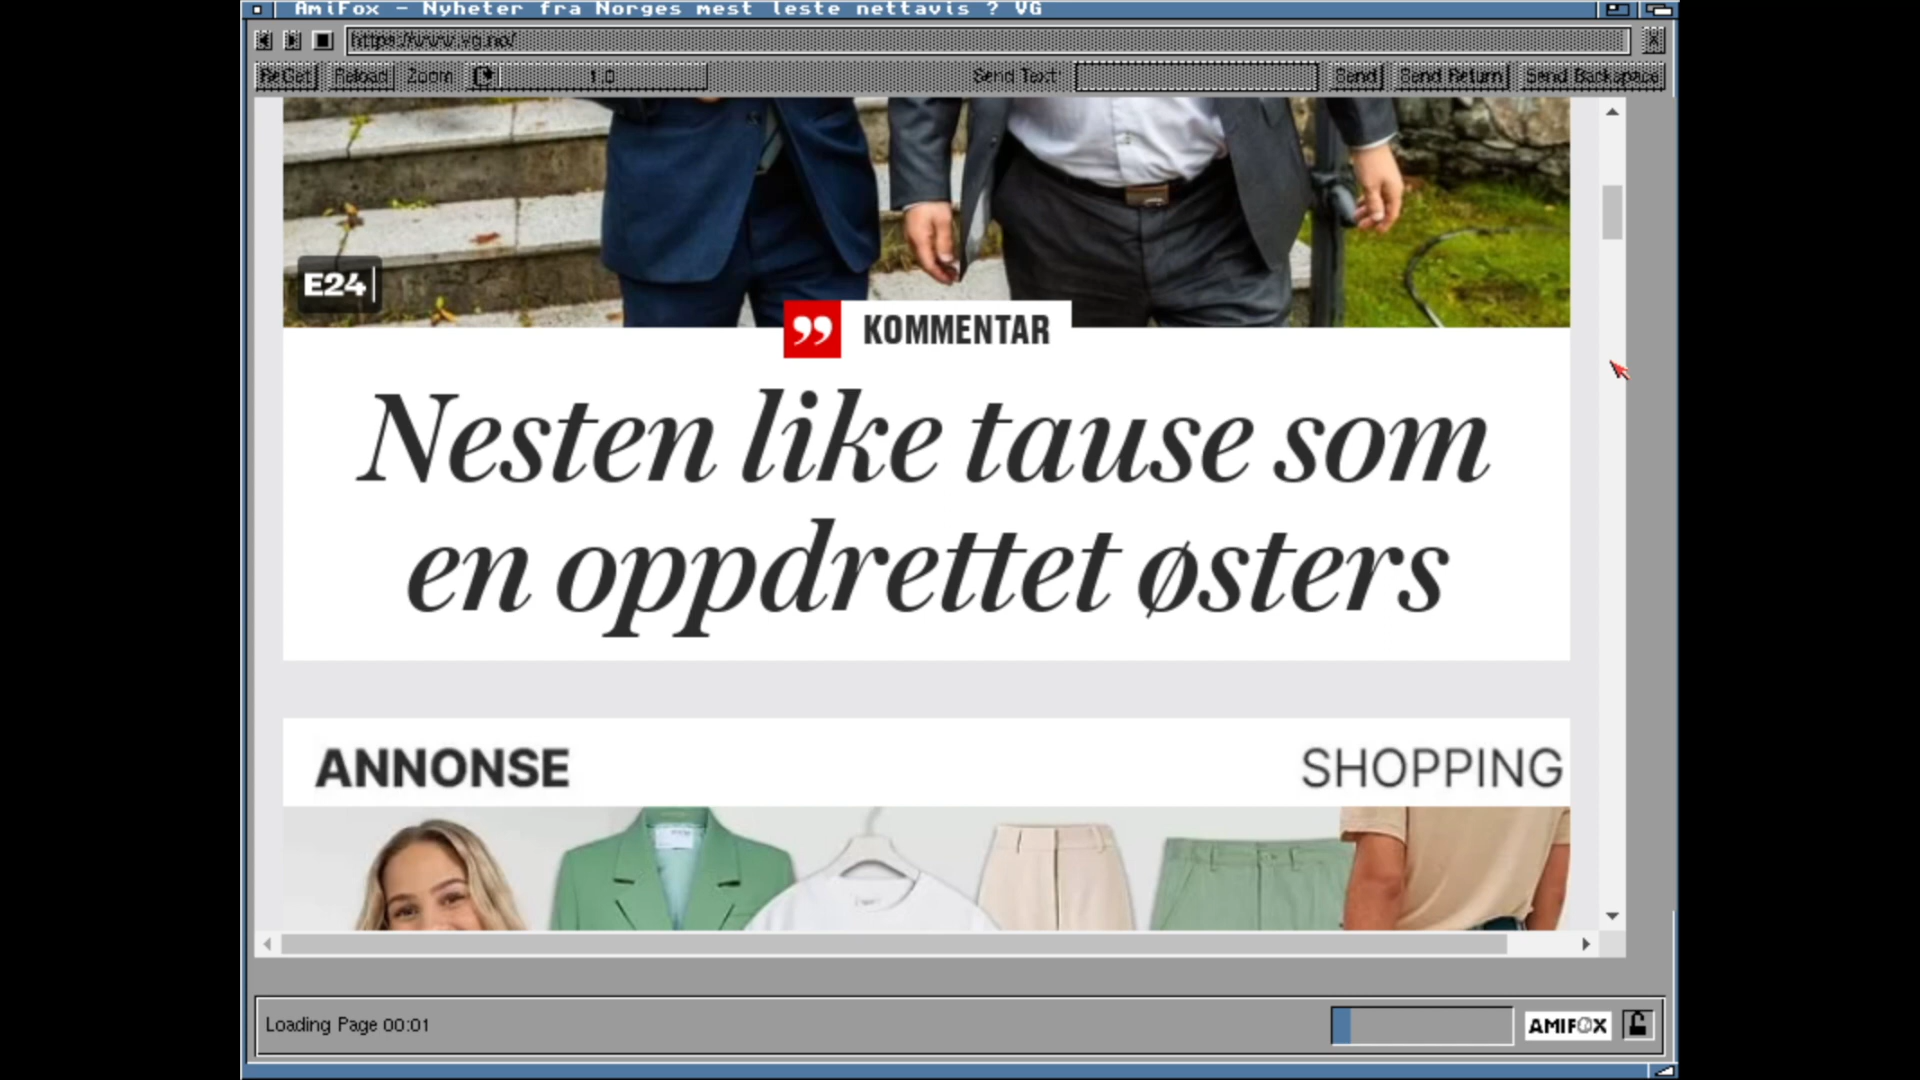 AmiFox - Nyheter fra Norges mest leste nettavis ? VG
https://www.vg.no/
ReGet Reload Zoom 1.0 Send Text: Send Send Return Send Backspace
E24
KOMMENTAR
Nesten like tause som
en oppdrettet østers
ANNONSE SHOPPING
Loading Page 00:01
AMIFOX